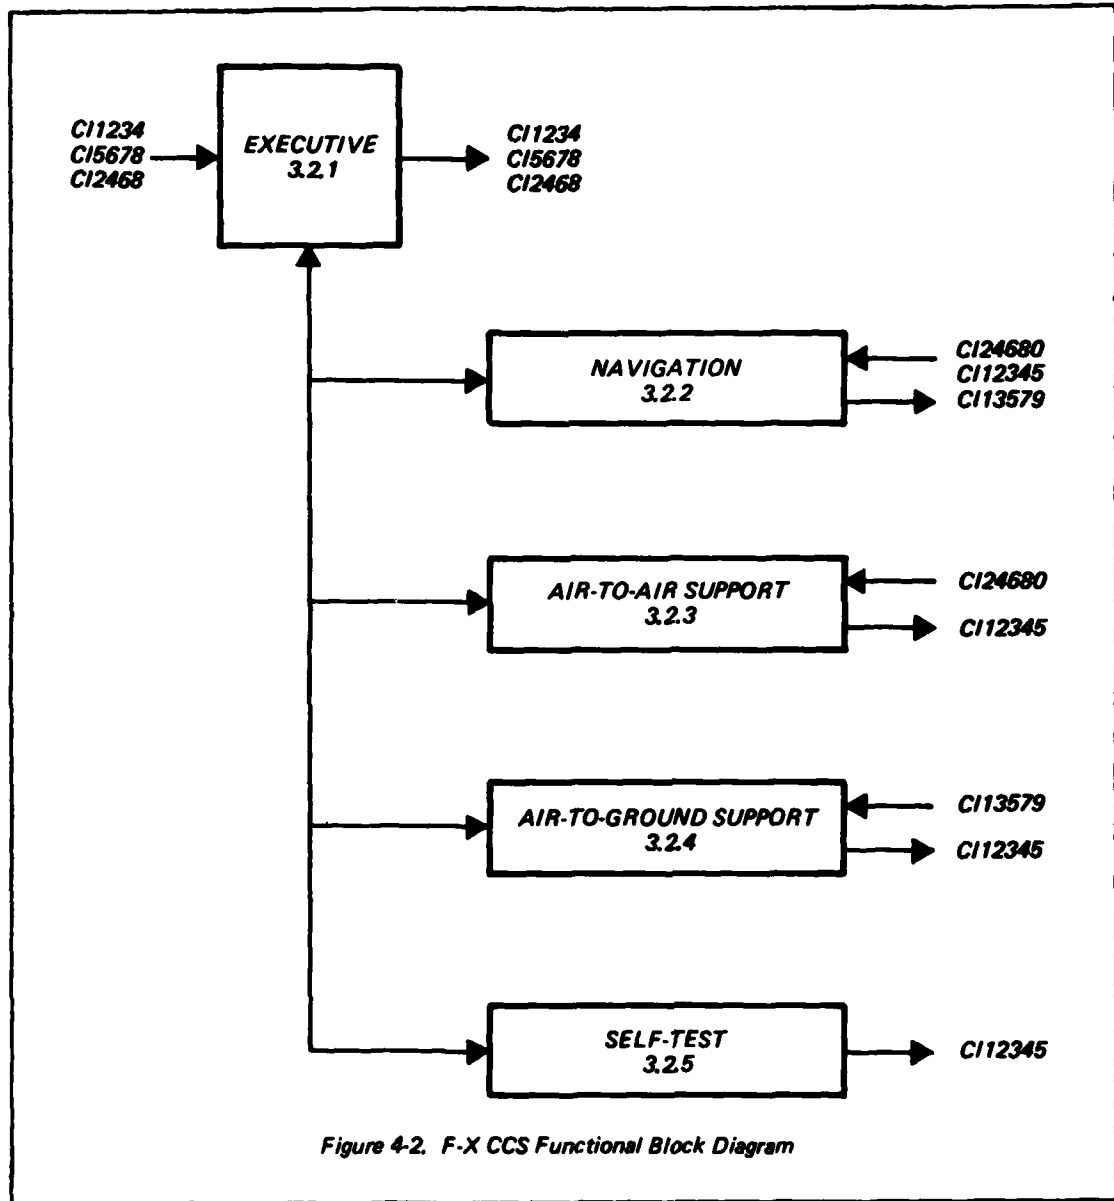 CI1234
CI5678
CI2468
EXECUTIVE
3.2.1
CI1234
CI5678
CI2468
NAVIGATION
3.2.2
CI24680
CI12345
CI13579
AIR-TO-AIR SUPPORT
3.2.3
CI24680
CI12345
AIR-TO-GROUND SUPPORT
3.2.4
CI13579
CI12345
SELF-TEST
3.2.5
CI12345
Figure 4-2. F-X CCS Functional Block Diagram